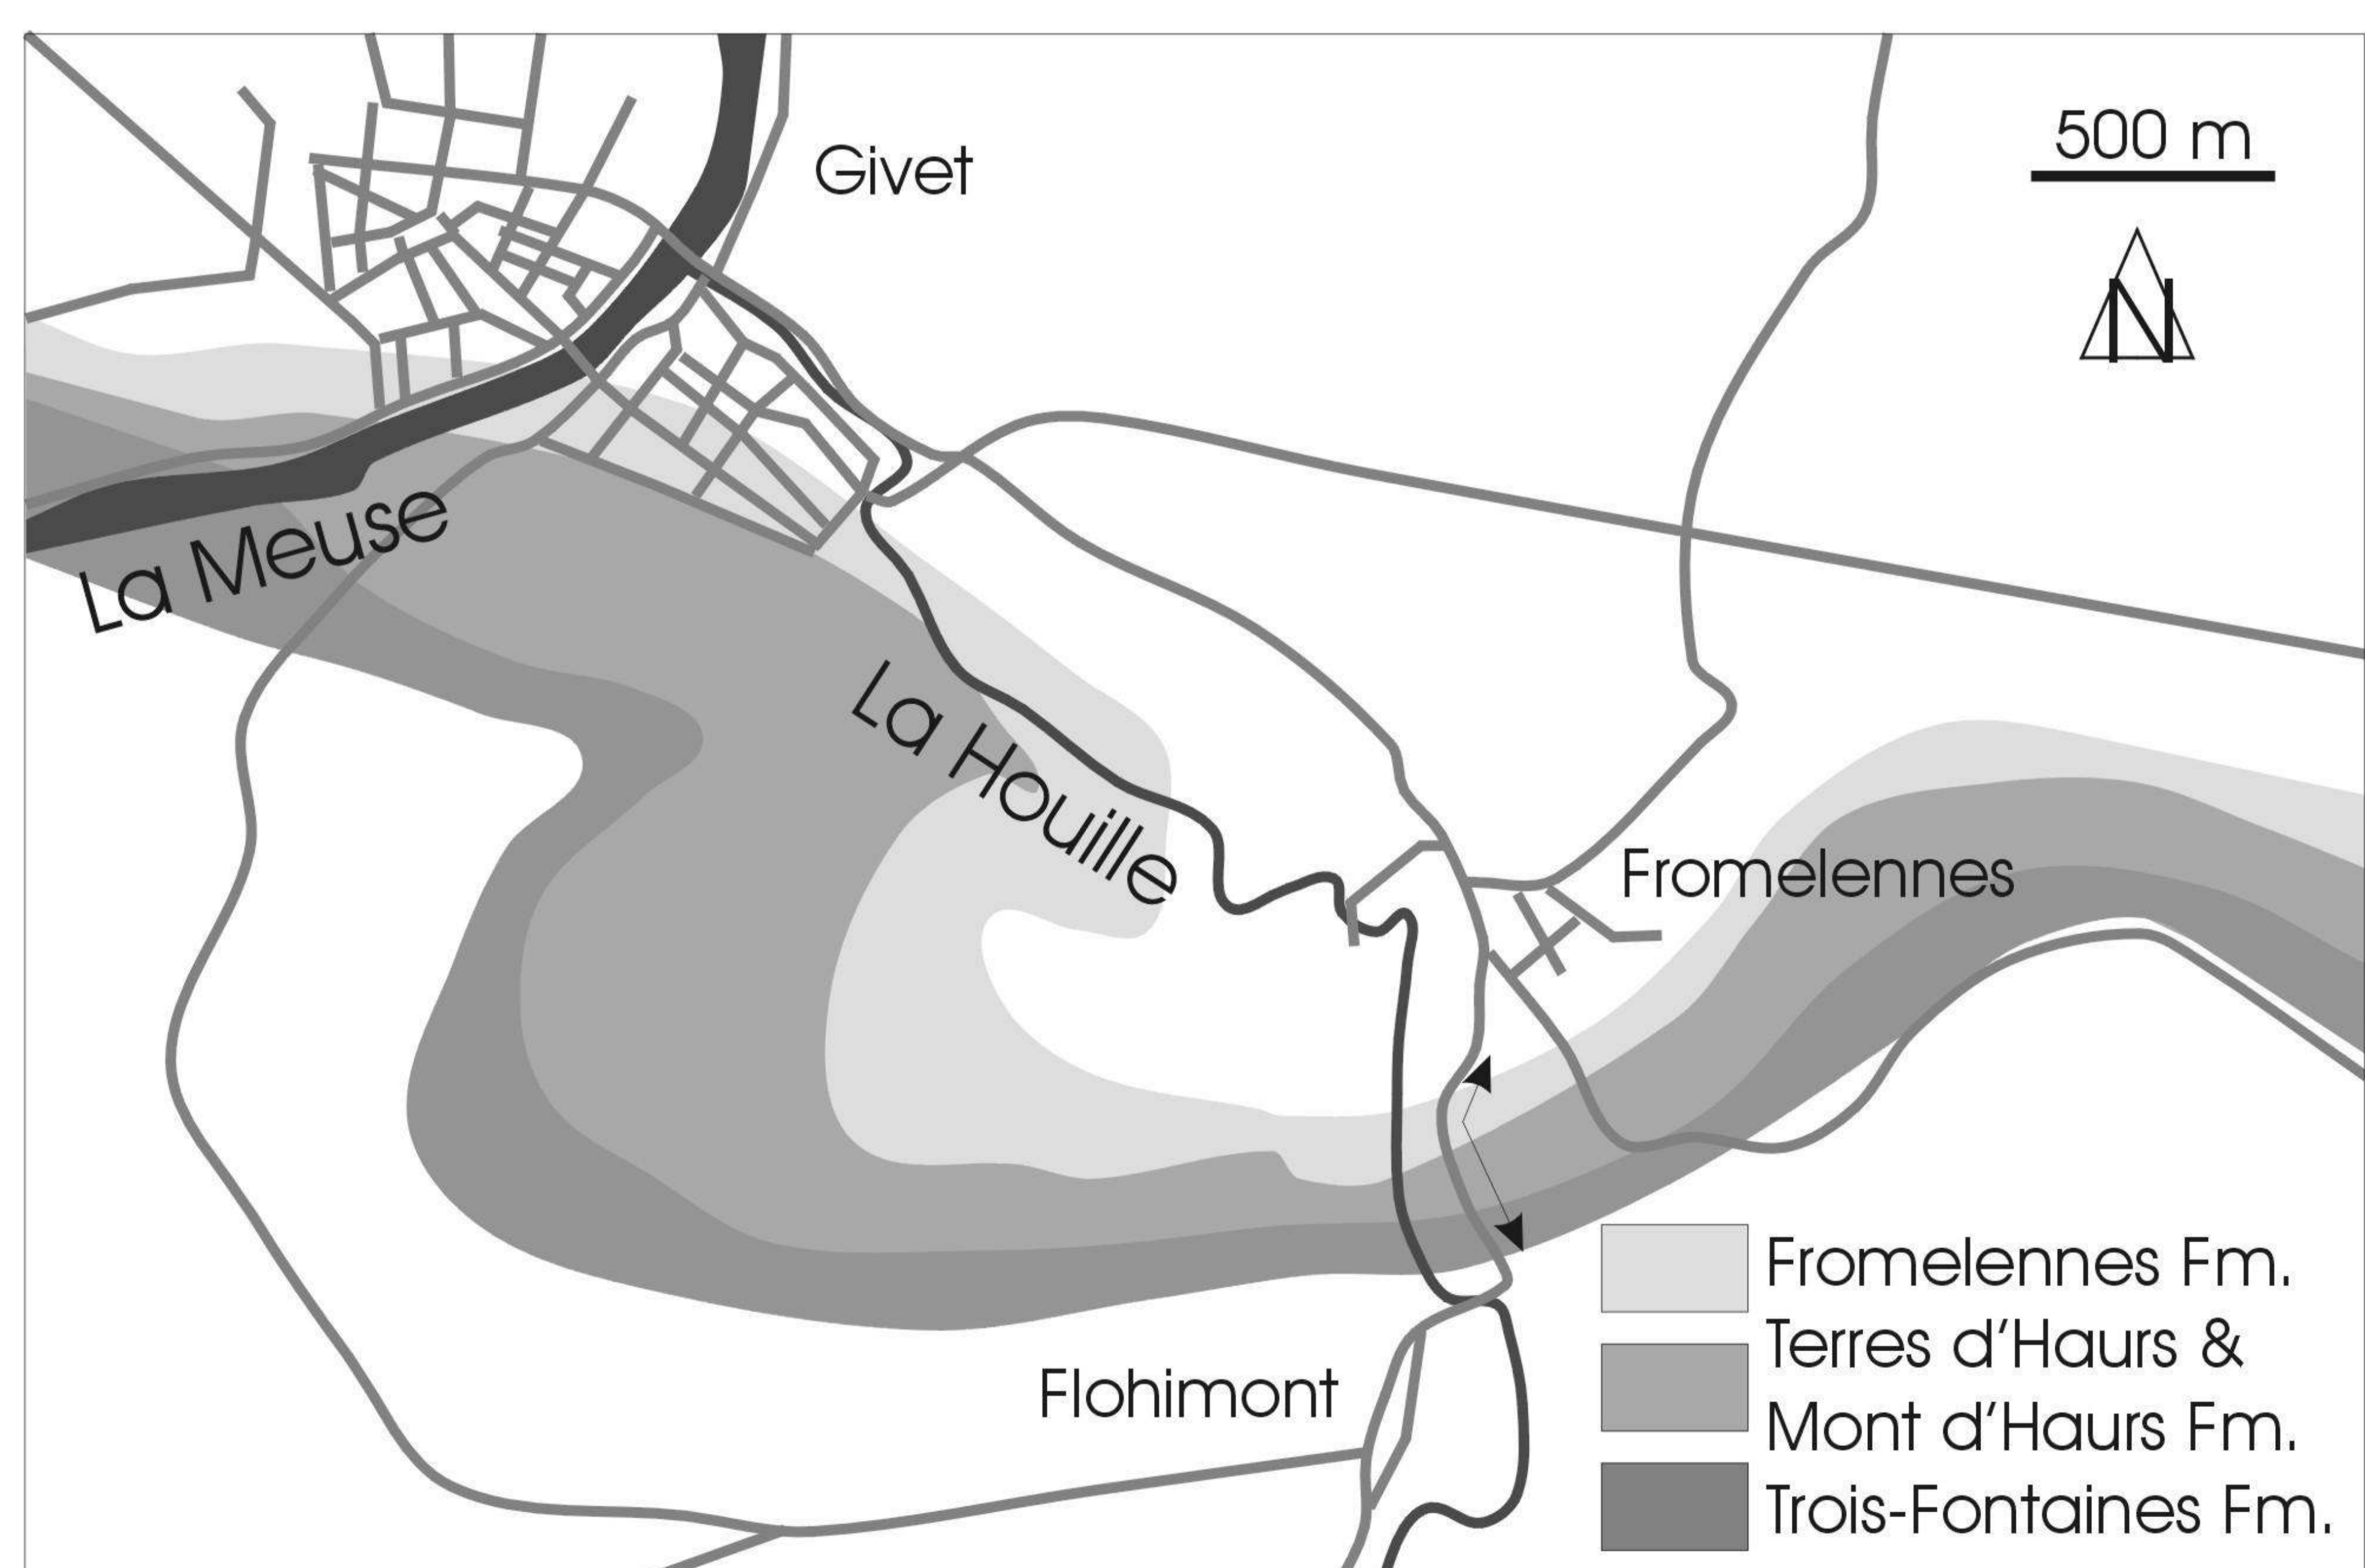 Givet
500 m
N
La Meuse
La Houille
Fromelennes
Flohimont
Fromelennes Fm.
Terres d'Haurs &
Mont d'Haurs Fm.
Trois-Fontaines Fm.